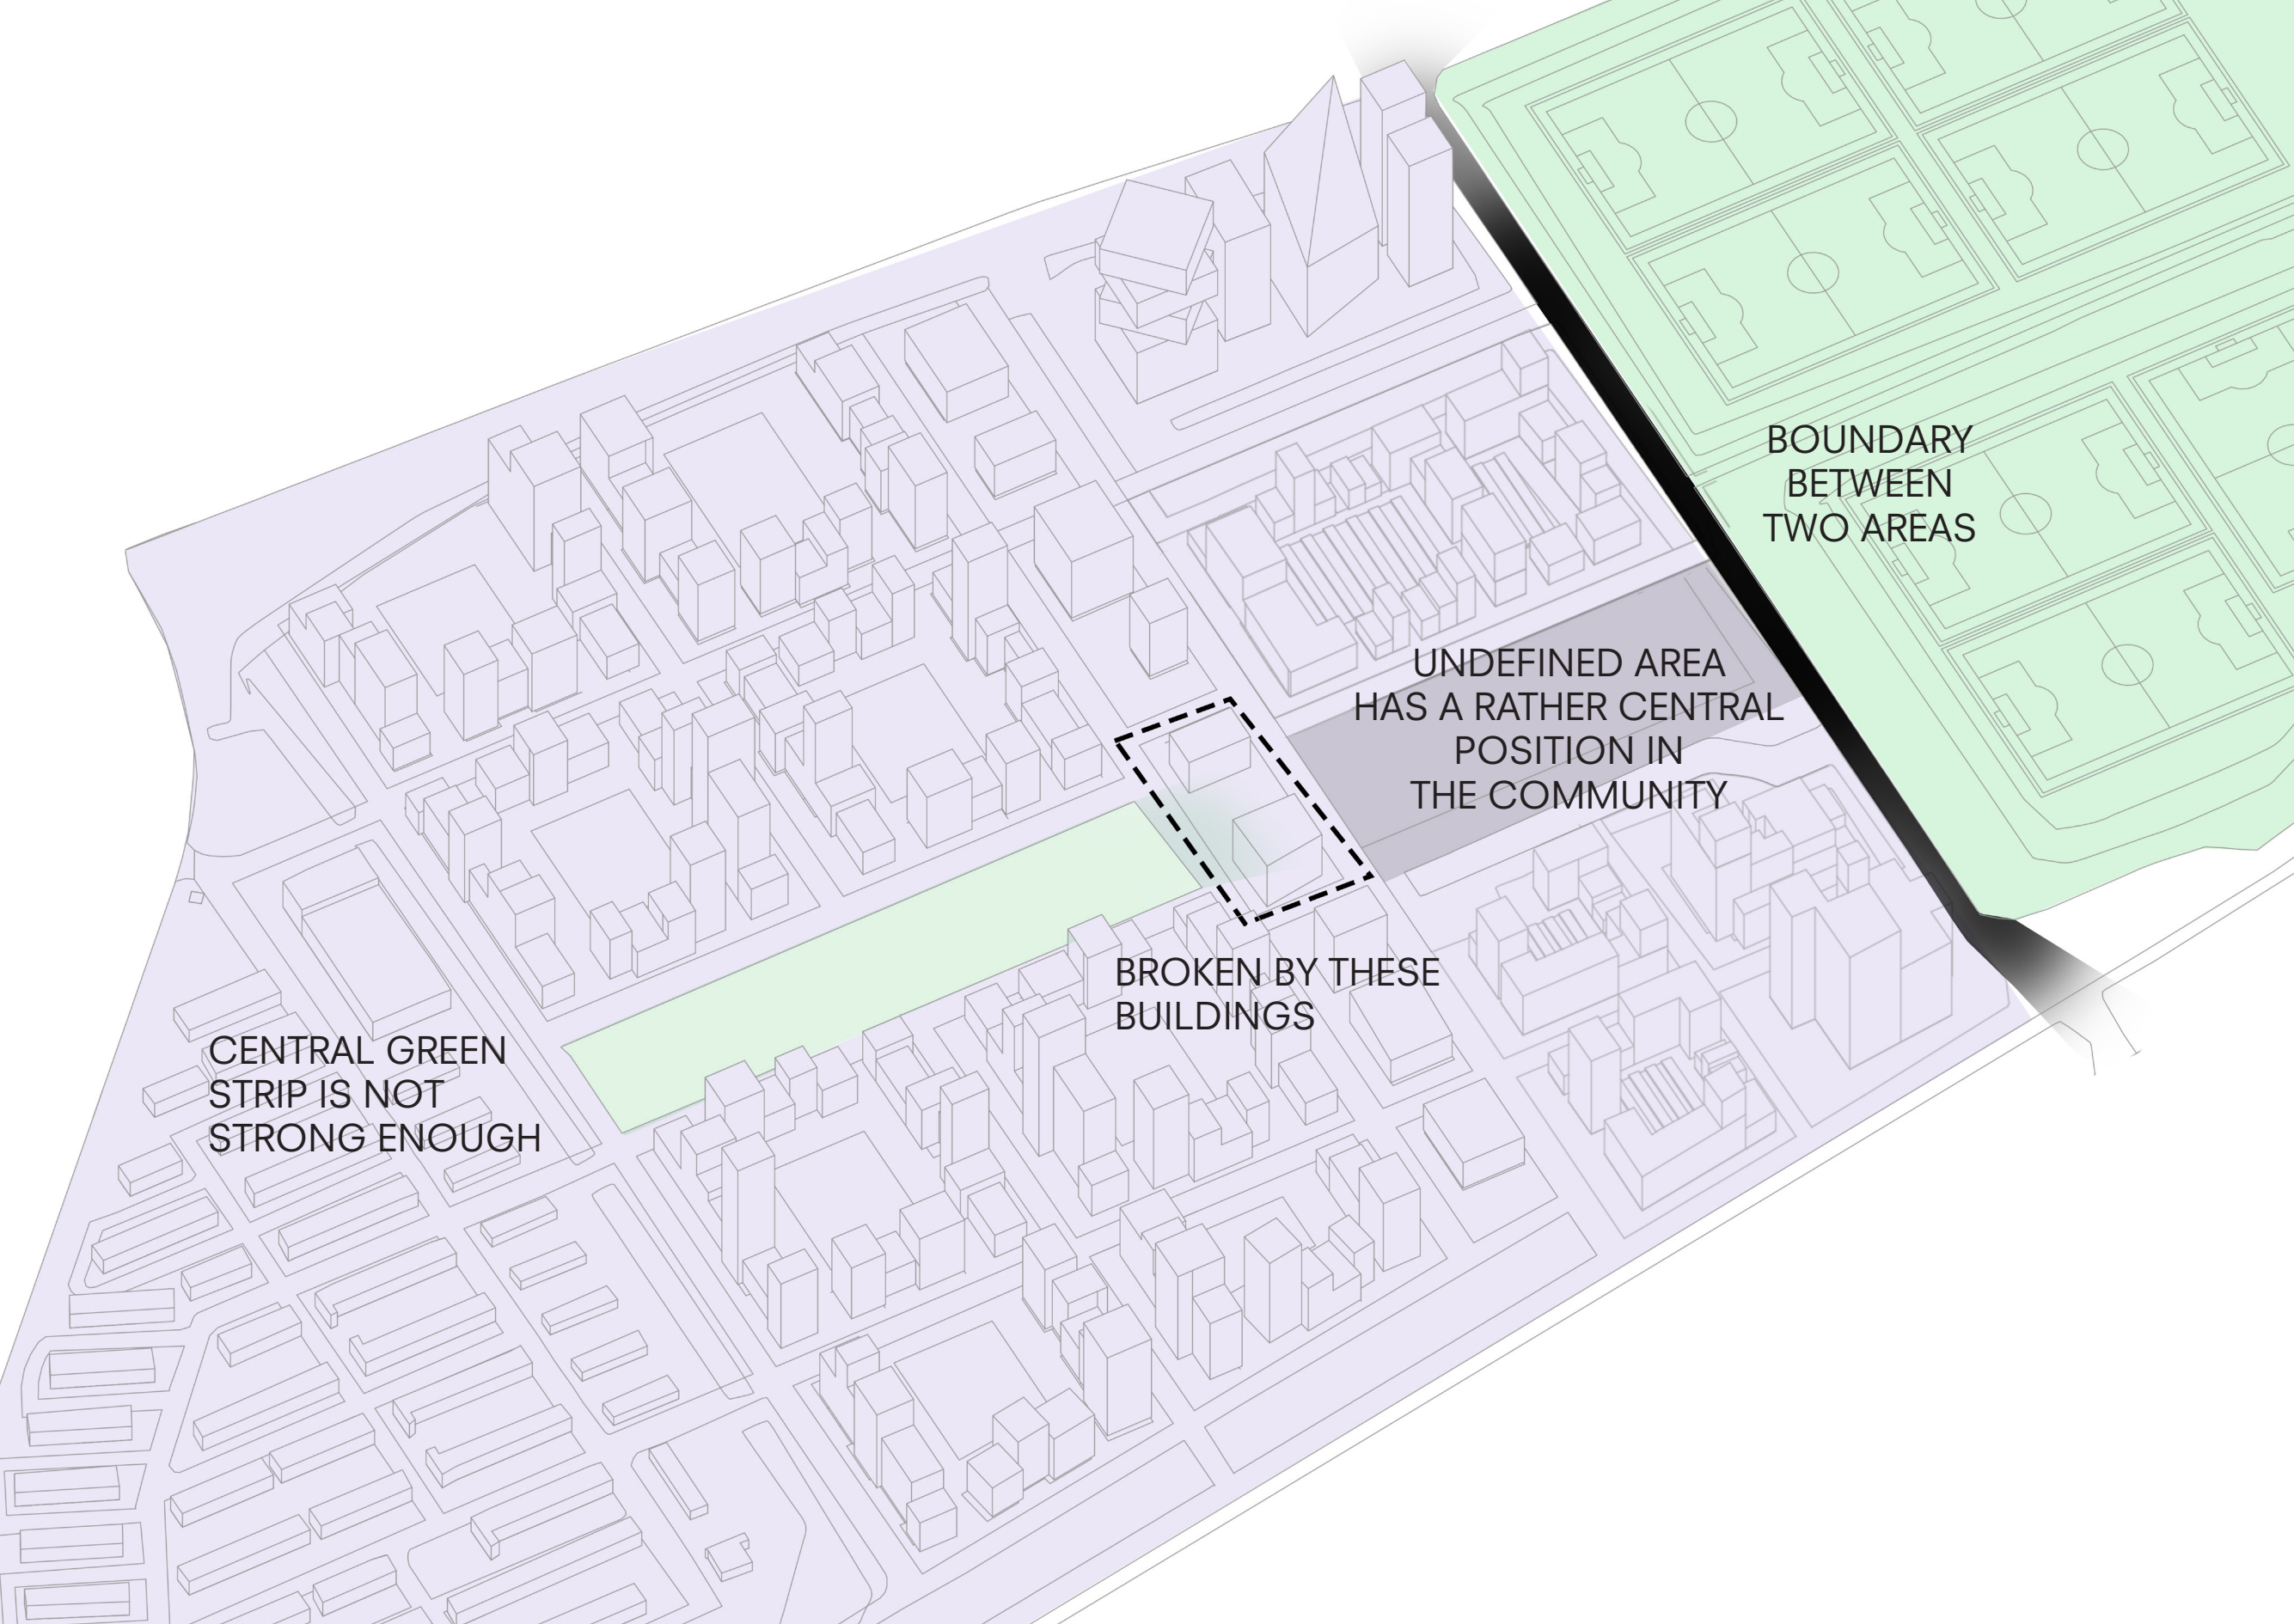 BOUNDARY
BETWEEN
TWO AREAS
UNDEFINED AREA
HAS A RATHER CENTRAL
POSITION IN
THE COMMUNITY
BROKEN BY THESE
BUILDINGS
CENTRAL GREEN
STRIP IS NOT
STRONG ENOUGH